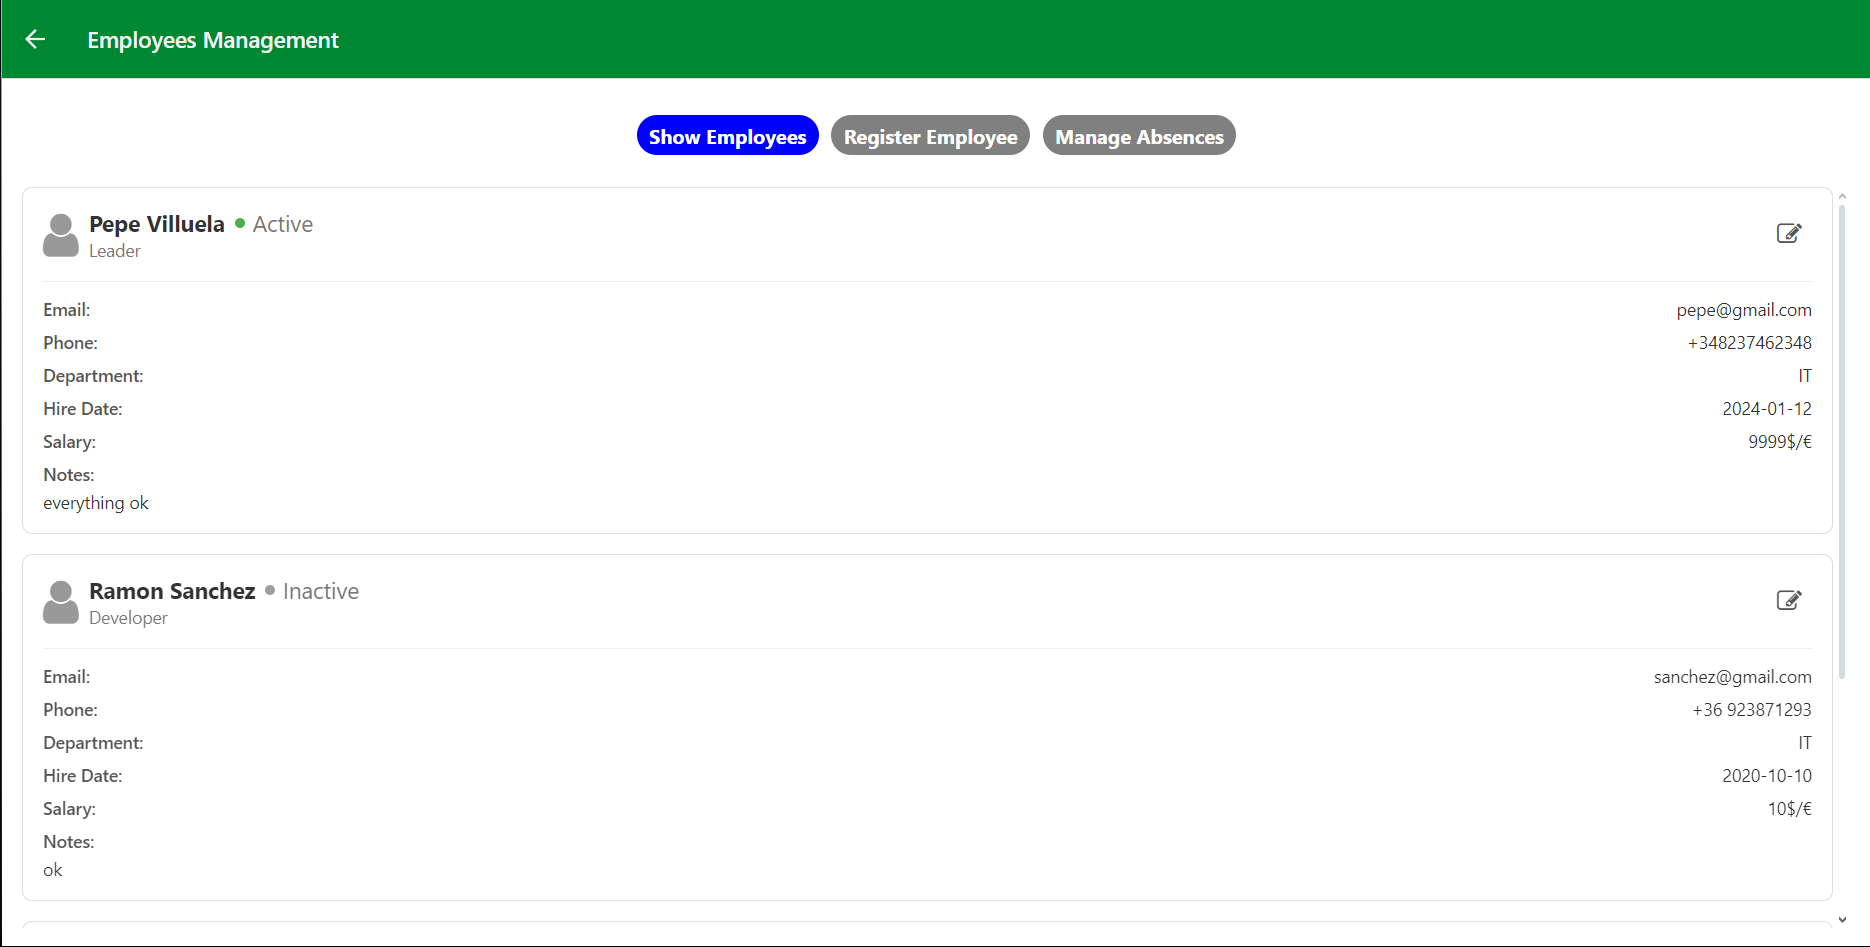 Employees Management
Show Employees Register Employee Manage Absences
Pepe Villuela Active
Leader
Email: pepe@gmail.com
Phone: +348237462348
Department: IT
Hire Date: 2024-01-12
Salary: 9999$/€
Notes:
everything ok
Ramon Sanchez Inactive
Developer
Email: sanchez@gmail.com
Phone: +36 923871293
Department: IT
Hire Date: 2020-10-10
Salary: 10$/€
Notes:
ok